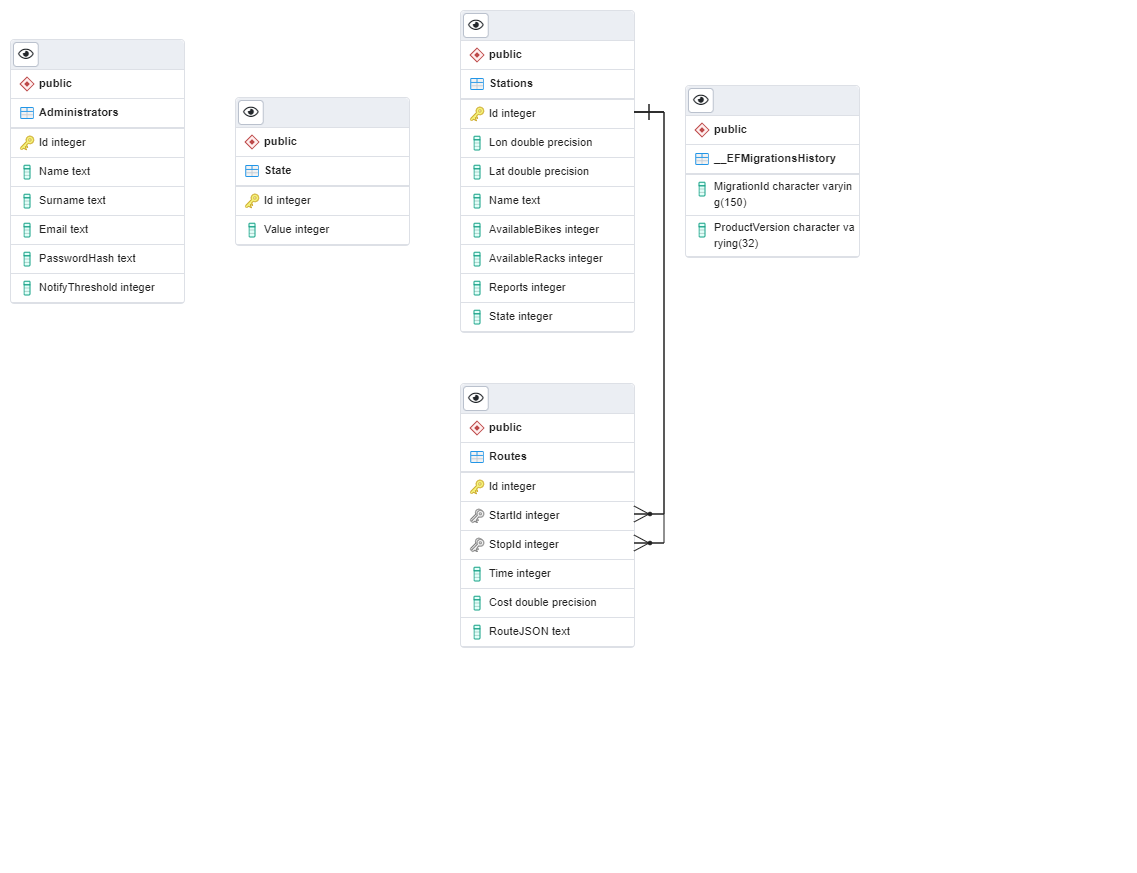 public
Administrators
Id integer
Name text
Surname text
Email text
PasswordHash text
NotifyThreshold integer
public
State
Id integer
Value integer
public
Stations
Id integer
Lon double precision
Lat double precision
Name text
AvailableBikes integer
AvailableRacks integer
Reports integer
State integer
public
__EFMigrationsHistory
MigrationId character varyin
g(150)
ProductVersion character va
rying(32)
public
Routes
Id integer
StartId integer
StopId integer
Time integer
Cost double precision
RouteJSON text